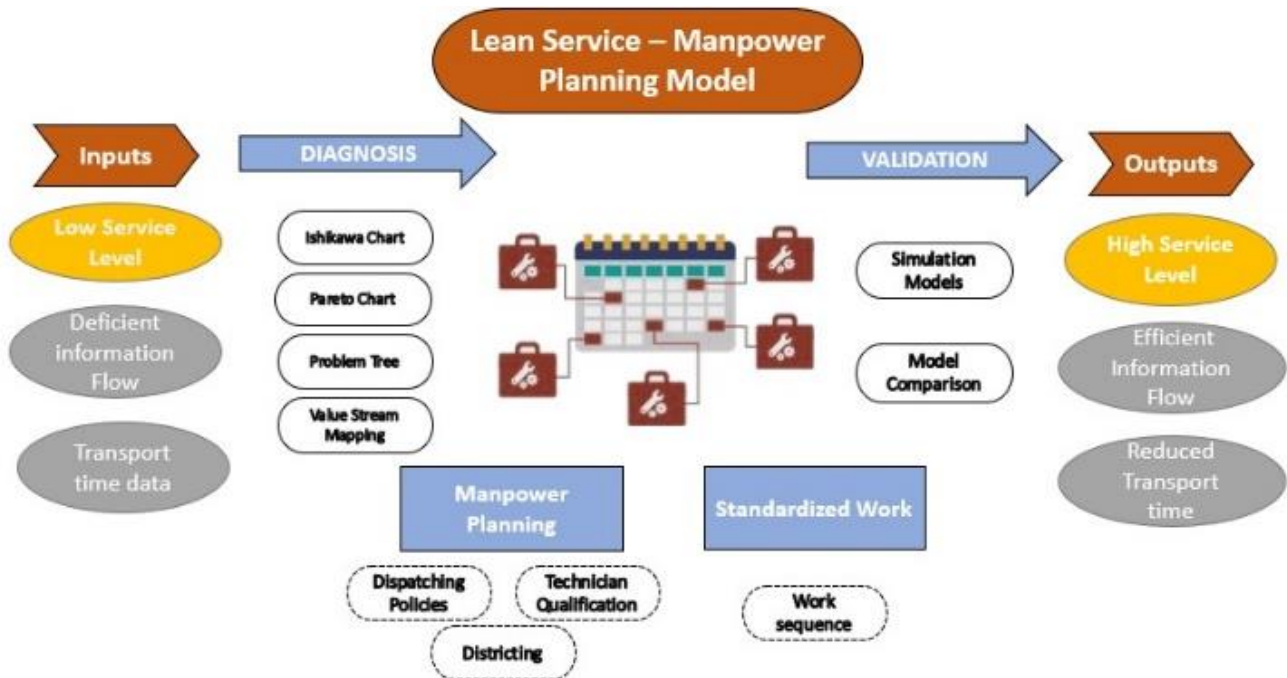 Lean Service – Manpower
Planning Model
Inputs
DIAGNOSIS
VALIDATION
Outputs
Low Service
Level
Deficient
information
Flow
Transport
time data
Ishikawa Chart
Pareto Chart
Problem Tree
Value Stream
Mapping
Simulation
Models
Model
Comparison
High Service
Level
Efficient
Information
Flow
Reduced
Transport
time
Manpower
Planning
Standardized Work
Dispatching
Policies
Technician
Qualification
Districting
Work
sequence